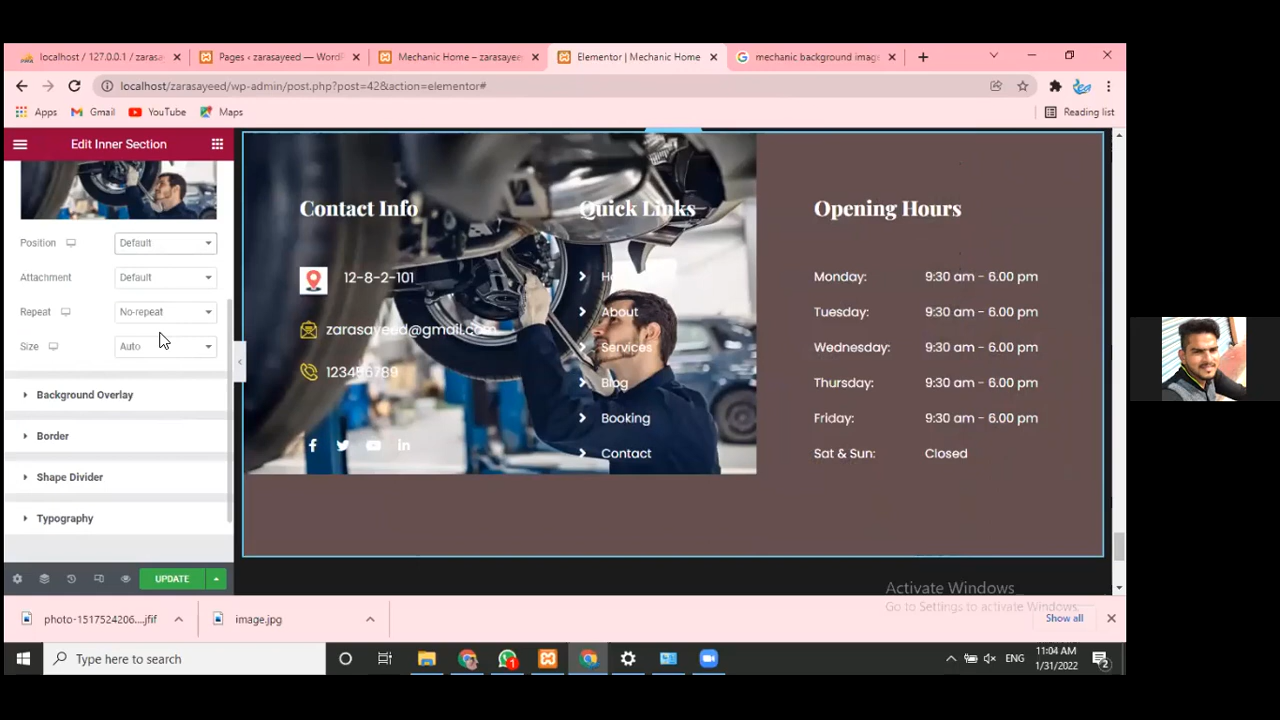 localhost / 127.0.0.1 / zarasa
Pages ‹ zarasayeed — WordP
Mechanic Home – zarasayee
Elementor | Mechanic Home
mechanic background imag
localhost/zarasayeed/wp-admin/post.php?post=42&action=elementor#
Apps
Gmail
YouTube
Maps
Reading list
Edit Inner Section
Position
Default
Attachment
Default
Repeat
No-repeat
Size
Auto
Background Overlay
Border
Shape Divider
Typography
UPDATE
Contact Info
12-8-2-101
zarasayeed@gmail.com
123456789
Quick Links
Home
About
Services
Blog
Booking
Contact
Opening Hours
Monday: 9:30 am - 6.00 pm
Tuesday: 9:30 am - 6.00 pm
Wednesday: 9:30 am - 6.00 pm
Thursday: 9:30 am - 6.00 pm
Friday: 9:30 am - 6.00 pm
Sat & Sun: Closed
Activate Windows
Go to Settings to activate Windows.
photo-1517524206....jfif
image.jpg
Show all
Type here to search
1
ENG
11:04 AM
1/31/2022
2